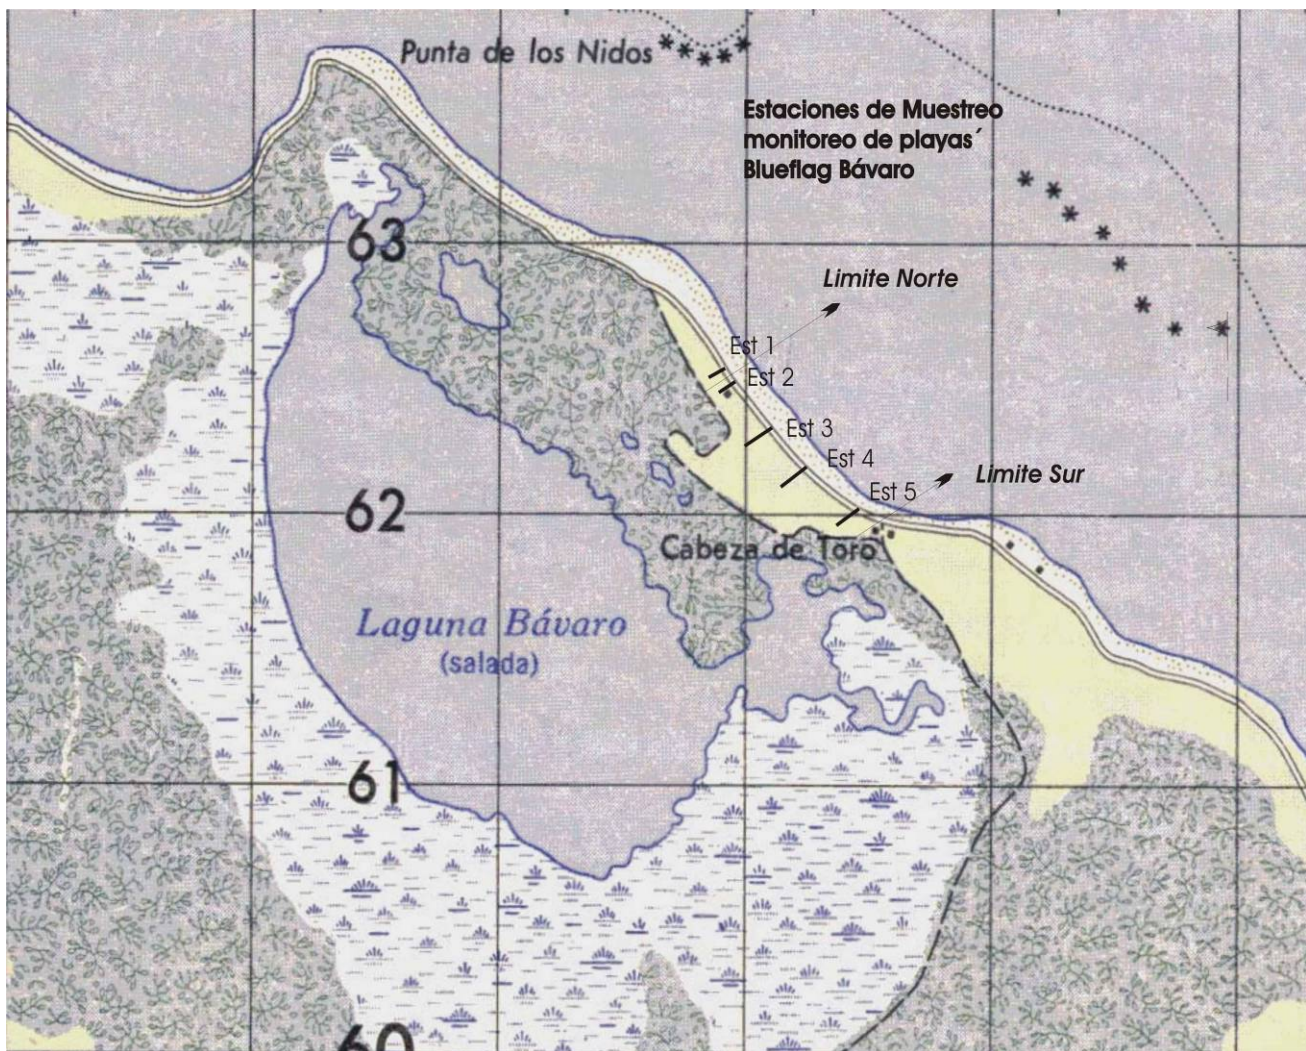 Punta de los Nidos
Estaciones de Muestreo
monitoreo de playas´
Blueflag Bávaro
63
Limite Norte
Est 1
Est 2
Est 3
Est 4
Limite Sur
Est 5
62
Cabeza de Toro
Laguna Bávaro
(salada)
61
60